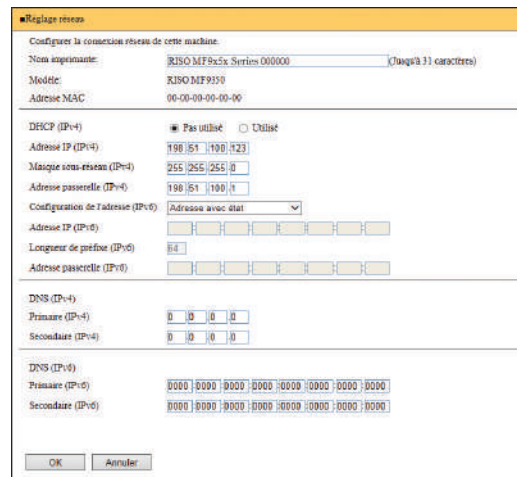 ■Réglage réseau
Configurer la connexion réseau de cette machine.
Nom imprimante: RISO MF9x5x Series 000000 (Jusqu'à 31 caractères)
Modèle: RISO MF9350
Adresse MAC 00-00-00-00-00-00
DHCP (IPv4) Pas utilisé Utilisé
Adresse IP (IPv4) 198 .51 .100 .123
Masque sous-réseau (IPv4) 255 .255 .255 .0
Adresse passerelle (IPv4) 198 .51 .100 .1
Configuration de l'adresse (IPv6) Adresse avec état
Adresse IP (IPv6) : : : : : : :
Longueur de préfixe (IPv6) 64
Adresse passerelle (IPv6) : : : : : : :
DNS (IPv4)
Primaire (IPv4) 0 .0 .0 .0
Secondaire (IPv4) 0 .0 .0 .0
DNS (IPv6)
Primaire (IPv6) 0000 :0000 :0000 :0000 :0000 :0000 :0000 :0000
Secondaire (IPv6) 0000 :0000 :0000 :0000 :0000 :0000 :0000 :0000
OK Annuler